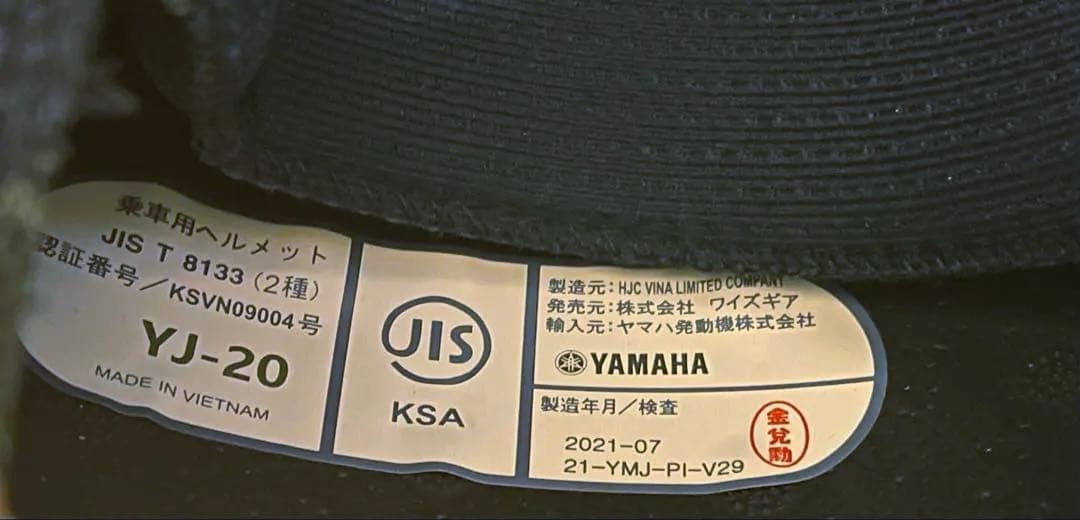 乗車用ヘルメット
JIS T 8133 (2種)
認証番号／KSVN09004号
YJ-20
MADE IN VIETNAM
JIS
KSA
製造元：HJC VINA LIMITED COMPANY
発売元：株式会社 ワイズギア
輸入元：ヤマハ発動機株式会社
YAMAHA
製造年月／検査
2021-07
21-YMJ-PI-V29
金兌勳